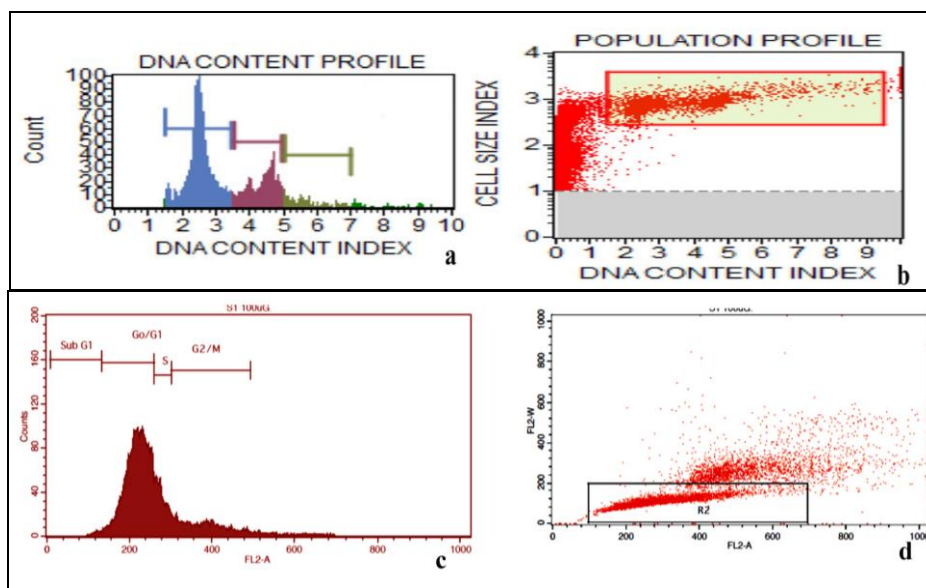 DNA CONTENT PROFILE
Count
100
90
80
70
60
50
40
30
20
10
0
0 1 2 3 4 5 6 7 8 9 10
DNA CONTENT INDEX
a
POPULATION PROFILE
CELL SIZE INDEX
4
3
2
1
0
0 1 2 3 4 5 6 7 8 9
DNA CONTENT INDEX
b
S1 100uG
Counts
200
160
120
80
40
0
Sub G1
Go/G1
S
G2/M
0 200 400 600 800 1000
FL2-A
c
S1 100uG.
FL2-W
1000
800
600
400
200
0
R2
0 200 400 600 800 1000
FL2-A
d